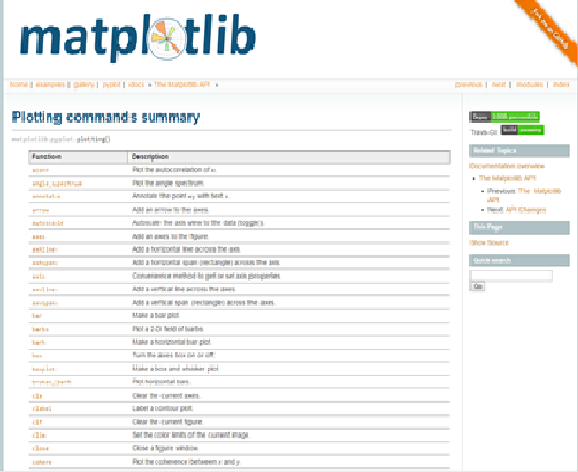 Fork me on GitHub
matplotlib
home | examples | gallery | pyplot | docs » The Matplotlib API »
previous | next | modules | index
Plotting commands summary
matplotlib.pyplot.plotting()
Function Description
acorr Plot the autocorrelation of x.
angle_spectrum Plot the angle spectrum.
annotate Annotate the point xy with text s.
arrow Add an arrow to the axes.
autoscale Autoscale the axis view to the data (toggle).
axes Add an axes to the figure.
axhline Add a horizontal line across the axis.
axhspan Add a horizontal span (rectangle) across the axis.
axis Convenience method to get or set axis properties.
axvline Add a vertical line across the axes.
axvspan Add a vertical span (rectangle) across the axes.
bar Make a bar plot.
barbs Plot a 2-D field of barbs.
barh Make a horizontal bar plot.
box Turn the axes box on or off.
boxplot Make a box and whisker plot.
broken_barh Plot horizontal bars.
cla Clear the current axes.
clabel Label a contour plot.
clf Clear the current figure.
clim Set the color limits of the current image.
close Close a figure window.
cohere Plot the coherence between x and y.
Travis-CI:
Related Topics
Documentation overview
The Matplotlib API
Previous: The Matplotlib
API
Next: API Changes
This Page
Show Source
Quick search
Go